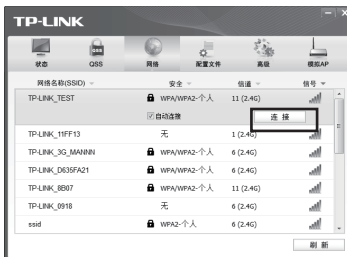 TP-LINK
状态 QSS 网络 配置文件 高级 模拟AP
网络名称(SSID) 安全 信道 信号
TP-LINK_TEST WPA/WPA2-个人 11 (2.4G)
自动连接 连 接
TP-LINK_11FF13 无 1 (2.4G)
TP-LINK_3G_MANNN WPA/WPA2-个人 6 (2.4G)
TP-LINK_D635FA21 WPA/WPA2-个人 6 (2.4G)
TP-LINK_8B07 WPA/WPA2-个人 11 (2.4G)
TP-LINK_0918 无 6 (2.4G)
ssid WPA2-个人 6 (2.4G)
刷 新